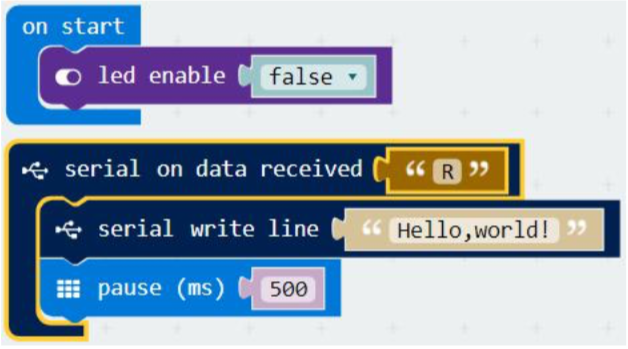 on start
led enable false
serial on data received “ R ”
serial write line “ Hello,world! ”
pause (ms) 500